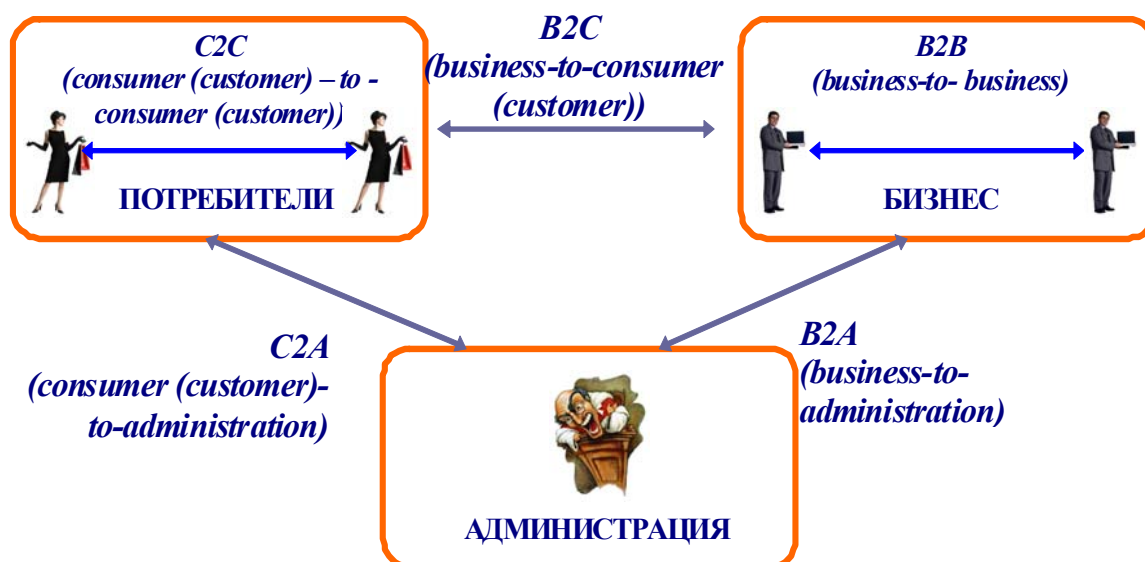 C2C
(consumer (customer) – to -
consumer (customer))
ПОТРЕБИТЕЛИ
B2C
(business-to-consumer
(customer))
B2B
(business-to- business)
БИЗНЕС
C2A
(consumer (customer)-
to-administration)
B2A
(business-to-
administration)
АДМИНИСТРАЦИЯ